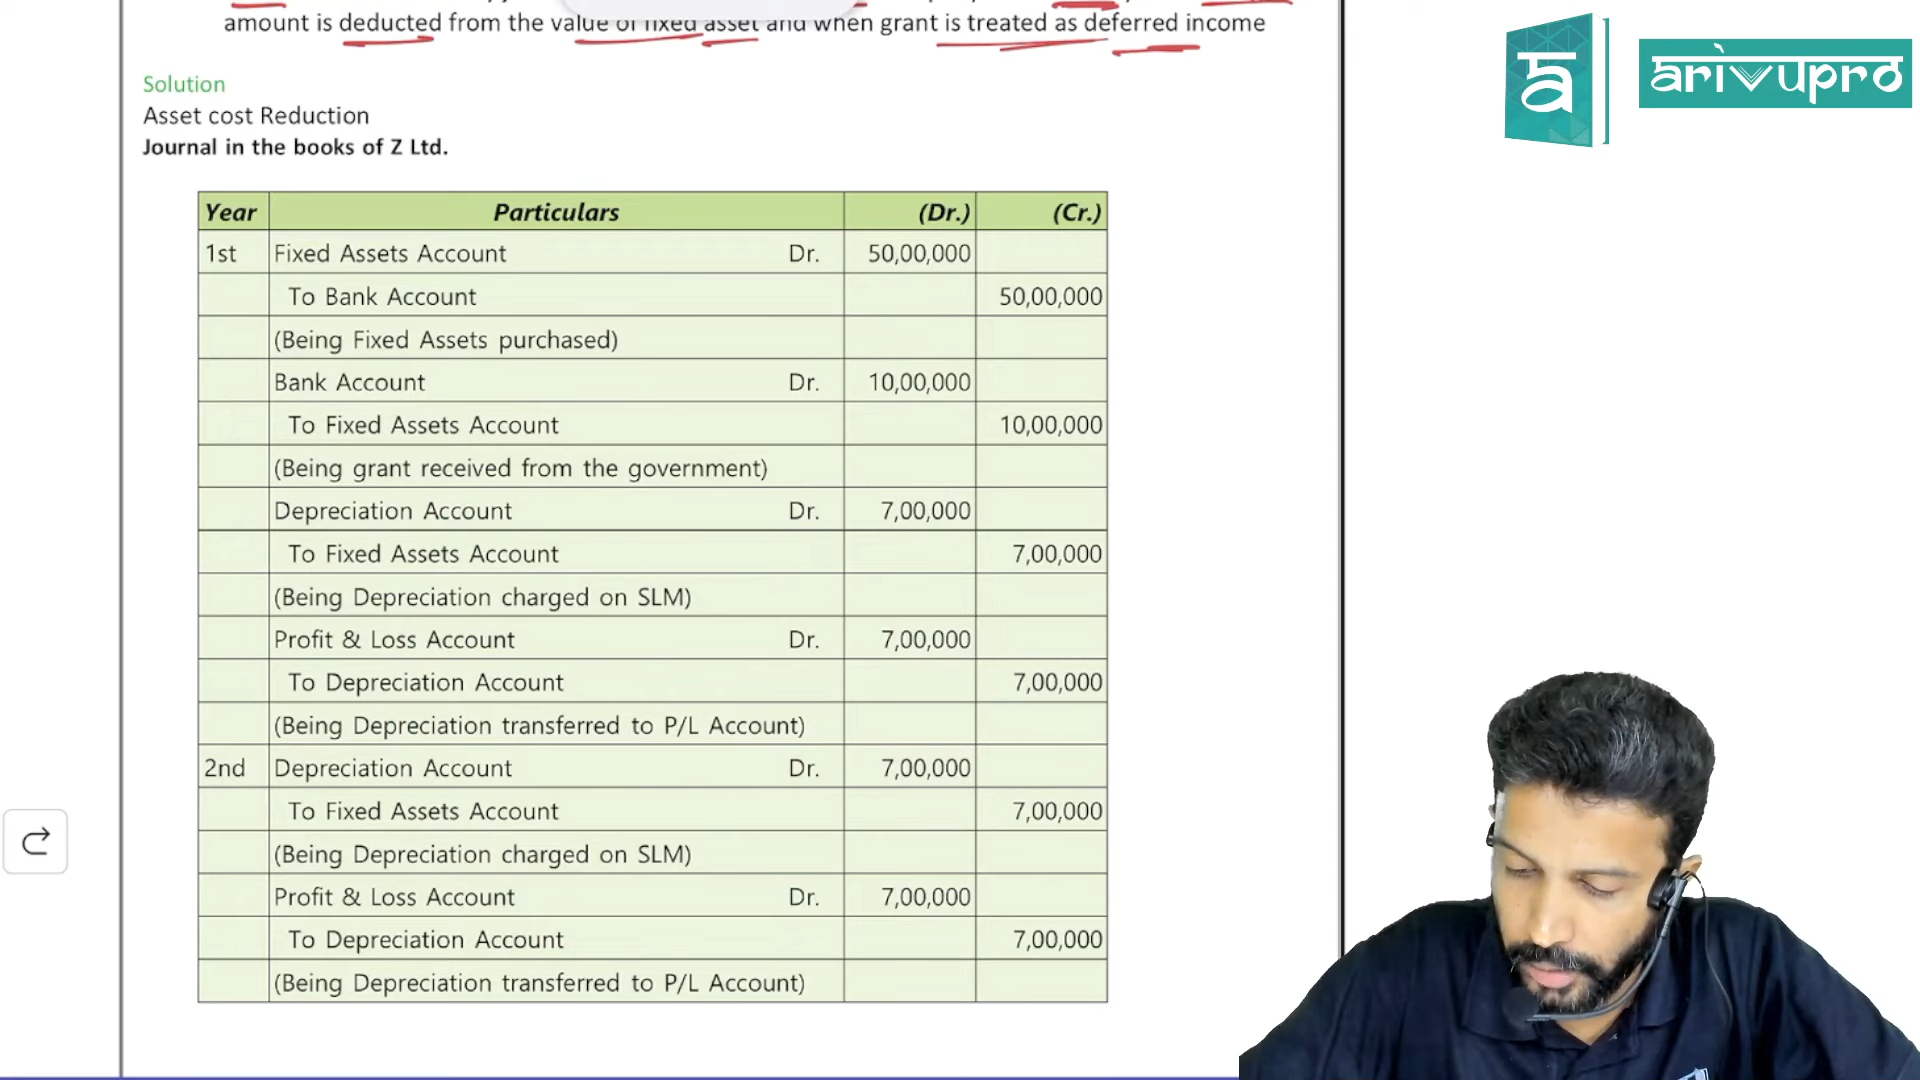 amount is deducted from the value of fixed asset and when grant is treated as deferred income
Solution
Asset cost Reduction
Journal in the books of Z Ltd.
Year Particulars (Dr.) (Cr.)
1st Fixed Assets Account Dr. 50,00,000
To Bank Account 50,00,000
(Being Fixed Assets purchased)
Bank Account Dr. 10,00,000
To Fixed Assets Account 10,00,000
(Being grant received from the government)
Depreciation Account Dr. 7,00,000
To Fixed Assets Account 7,00,000
(Being Depreciation charged on SLM)
Profit & Loss Account Dr. 7,00,000
To Depreciation Account 7,00,000
(Being Depreciation transferred to P/L Account)
2nd Depreciation Account Dr. 7,00,000
To Fixed Assets Account 7,00,000
(Being Depreciation charged on SLM)
Profit & Loss Account Dr. 7,00,000
To Depreciation Account 7,00,000
(Being Depreciation transferred to P/L Account)
a arivupro